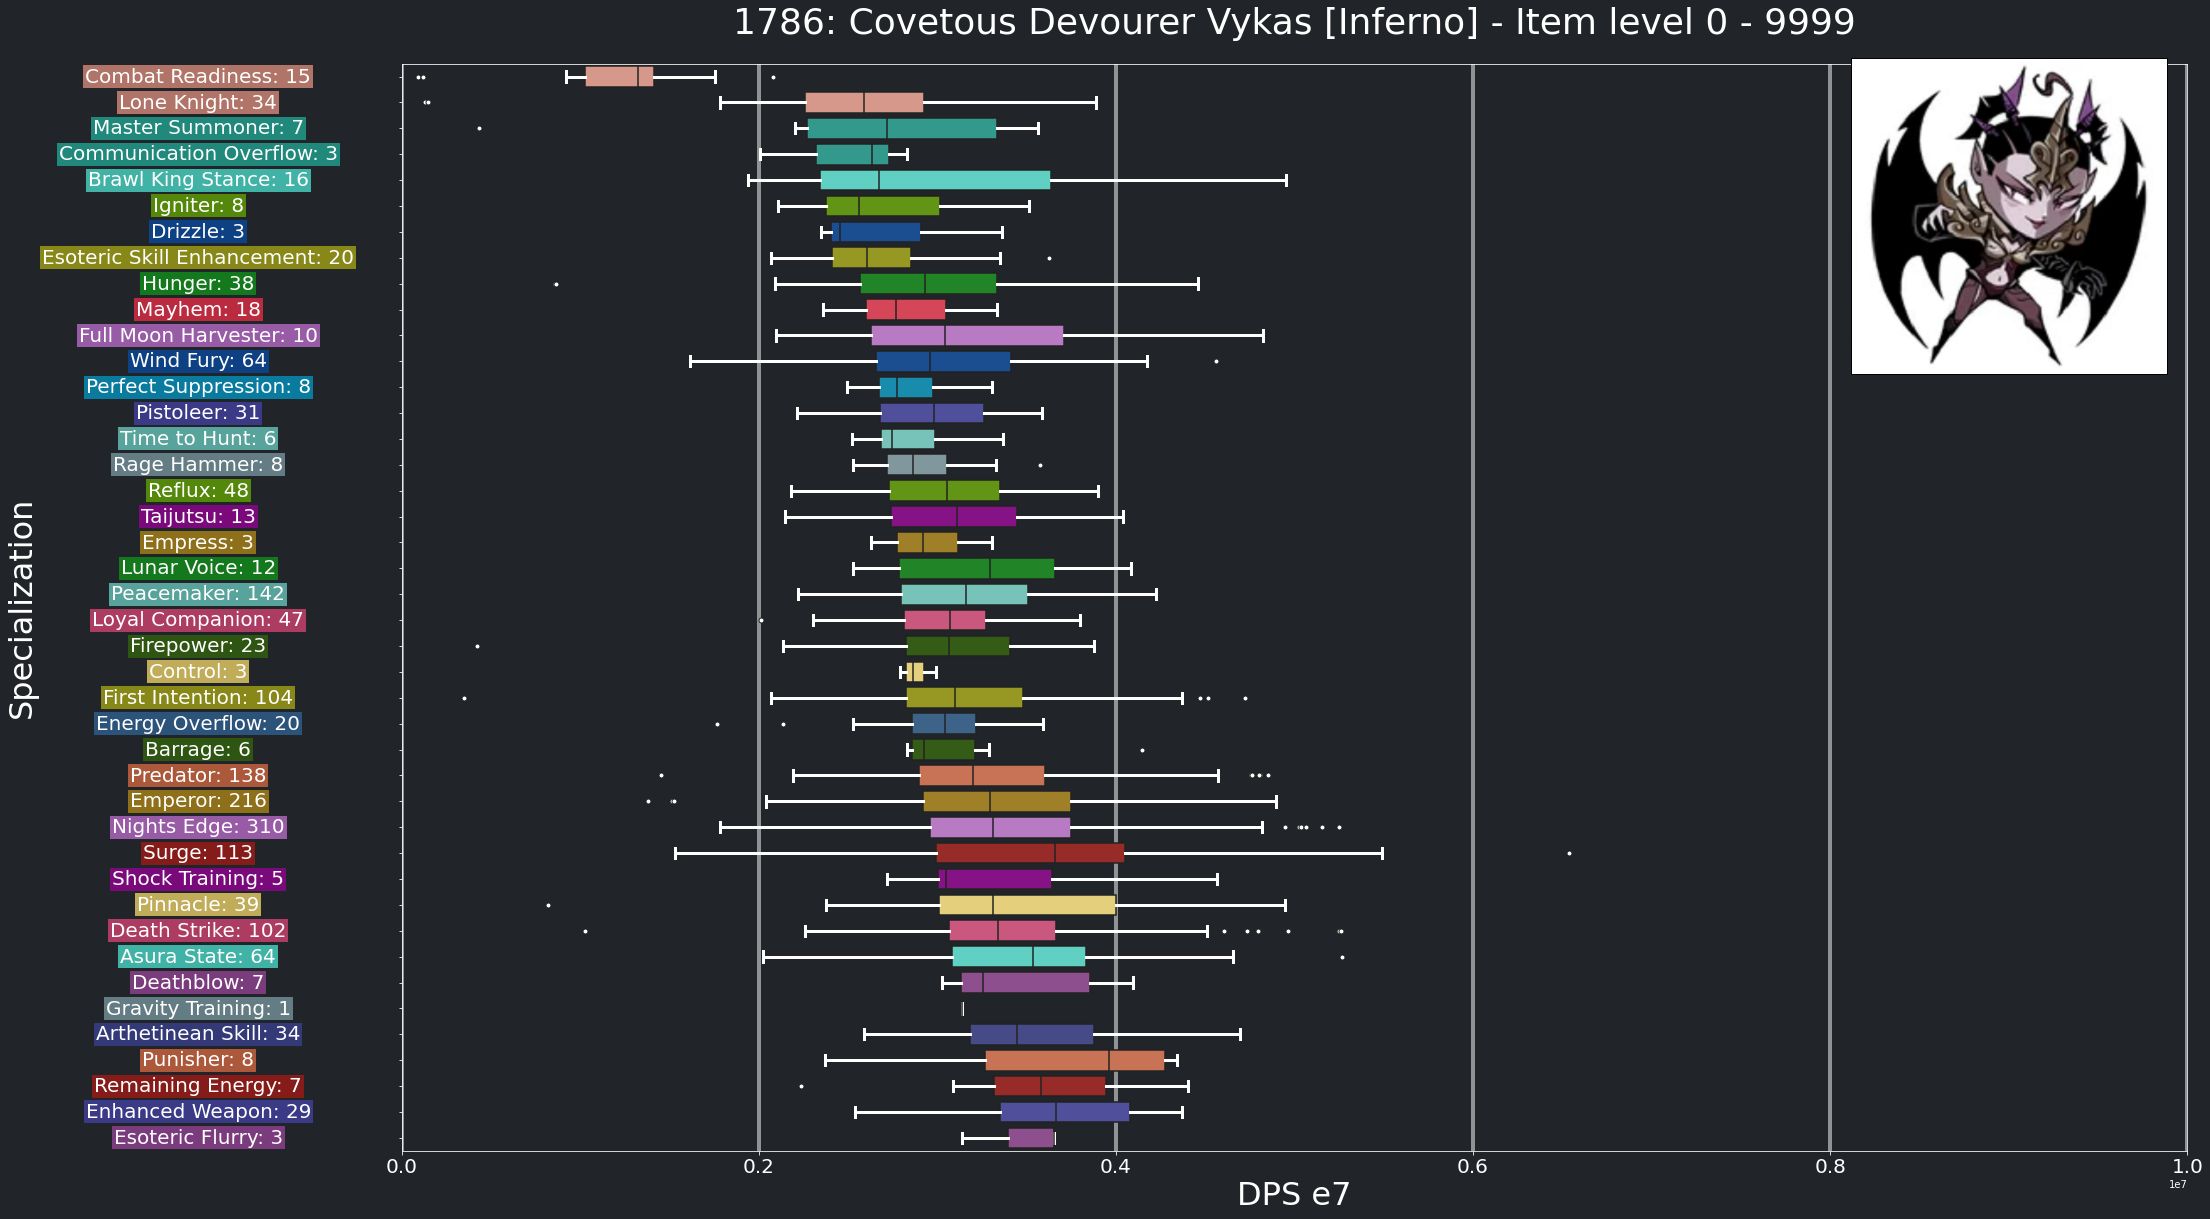 1786: Covetous Devourer Vykas [Inferno] - Item level 0 - 9999
Specialization
Combat Readiness: 15
Lone Knight: 34
Master Summoner: 7
Communication Overflow: 3
Brawl King Stance: 16
Igniter: 8
Drizzle: 3
Esoteric Skill Enhancement: 20
Hunger: 38
Mayhem: 18
Full Moon Harvester: 10
Wind Fury: 64
Perfect Suppression: 8
Pistoleer: 31
Time to Hunt: 6
Rage Hammer: 8
Reflux: 48
Taijutsu: 13
Empress: 3
Lunar Voice: 12
Peacemaker: 142
Loyal Companion: 47
Firepower: 23
Control: 3
First Intention: 104
Energy Overflow: 20
Barrage: 6
Predator: 138
Emperor: 216
Nights Edge: 310
Surge: 113
Shock Training: 5
Pinnacle: 39
Death Strike: 102
Asura State: 64
Deathblow: 7
Gravity Training: 1
Arthetinean Skill: 34
Punisher: 8
Remaining Energy: 7
Enhanced Weapon: 29
Esoteric Flurry: 3
0.0 0.2 0.4 0.6 0.8 1.0
1e7
DPS e7